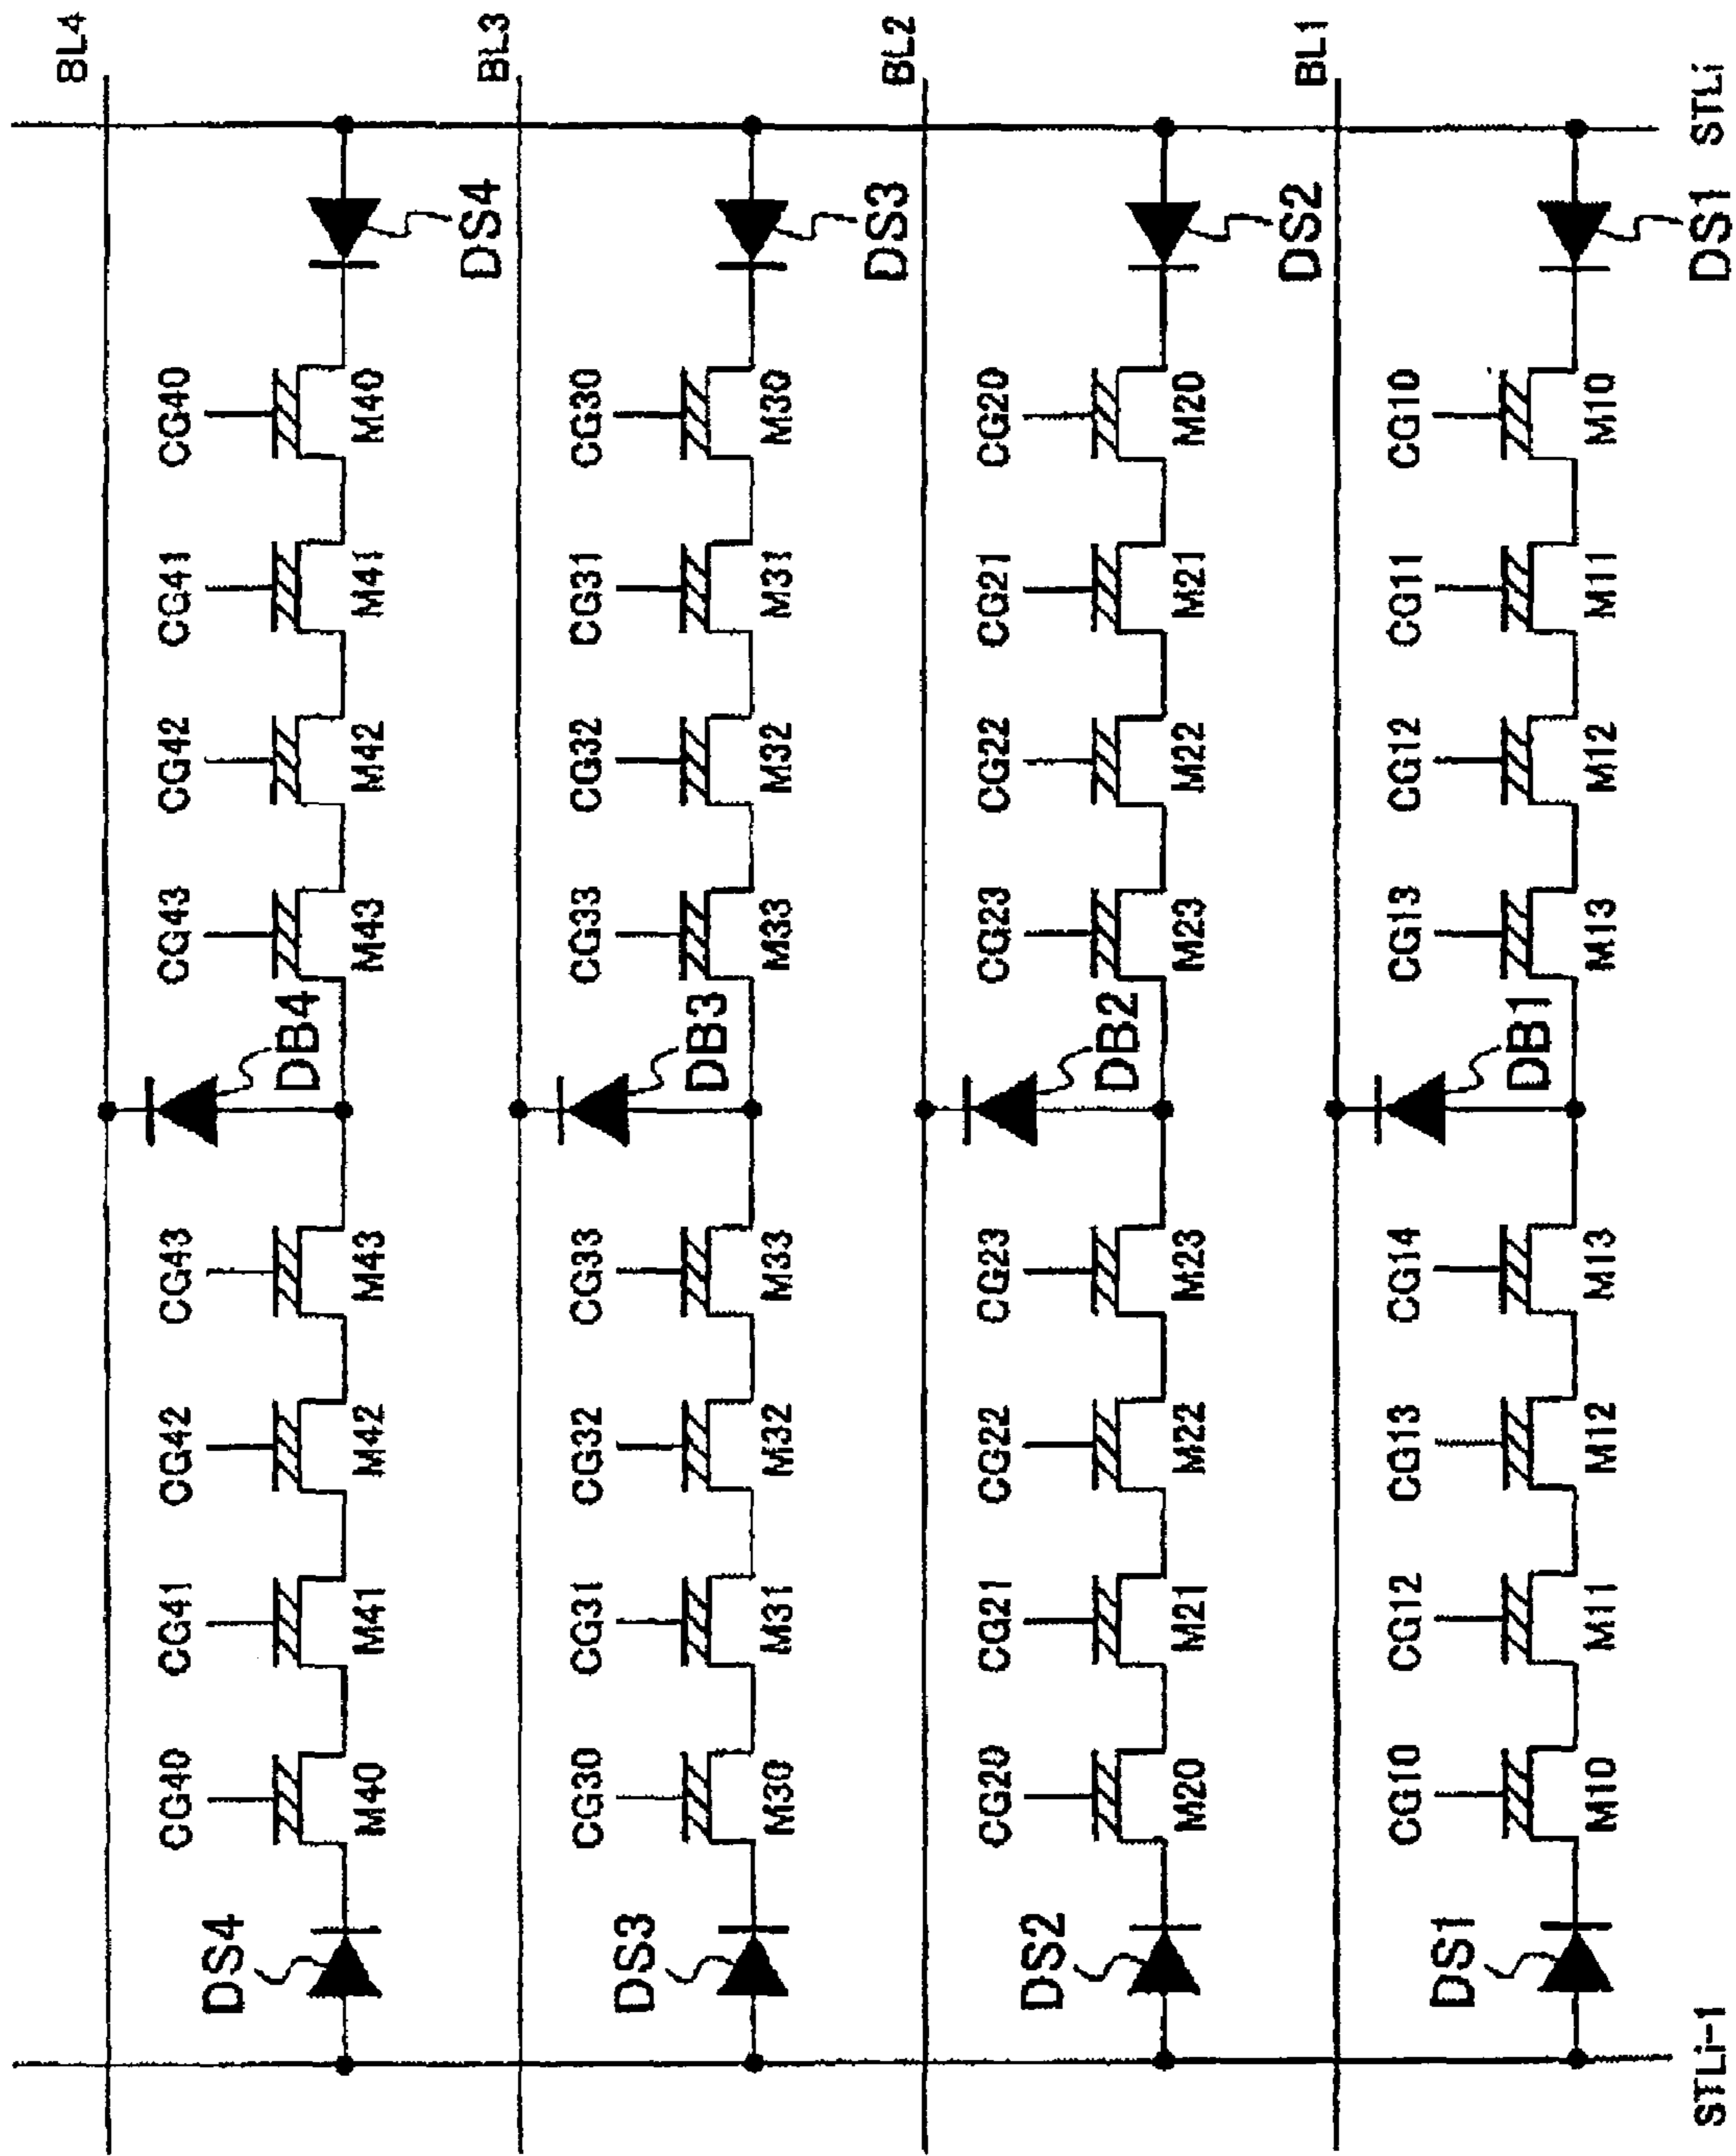 BL4
CG40 CG41 CG42 CG43 CG43 CG42 CG41 CG40
DS4
DB4
M40 M41 M42 M43 M43 M42 M41 M40
DS4
BL3
CG30 CG31 CG32 CG33 CG33 CG32 CG31 CG30
DS3
DB3
M30 M31 M32 M33 M33 M32 M31 M30
DS3
BL2
CG20 CG21 CG22 CG23 CG23 CG22 CG21 CG20
DS2
DB2
M20 M21 M22 M23 M23 M22 M21 M20
DS2
BL1
CG10 CG12 CG13 CG14 CG13 CG12 CG11 CG10
DS1
DB1
M10 M11 M12 M13 M13 M12 M11 M10
STLi-1 DS1 STLi